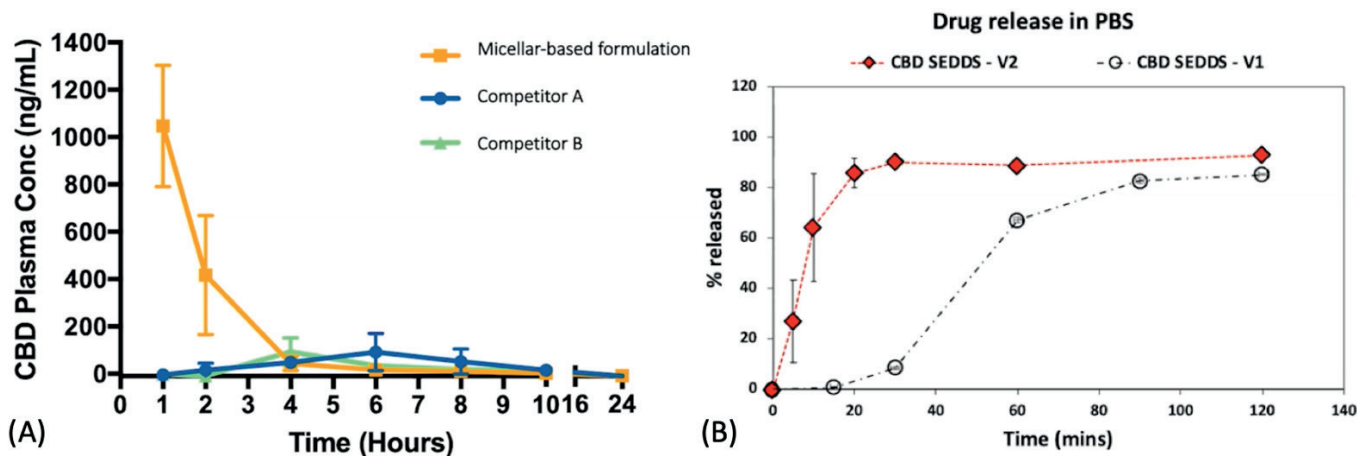 CBD Plasma Conc (ng/mL)
1400
1200
1000
800
600
400
200
0
0 1 2 3 4 5 6 7 8 9 10 16 24
Time (Hours)
Micellar-based formulation
Competitor A
Competitor B
(A)
Drug release in PBS
CBD SEDDS - V2 CBD SEDDS - V1
% released
120
100
80
60
40
20
0
0 20 40 60 80 100 120 140
Time (mins)
(B)